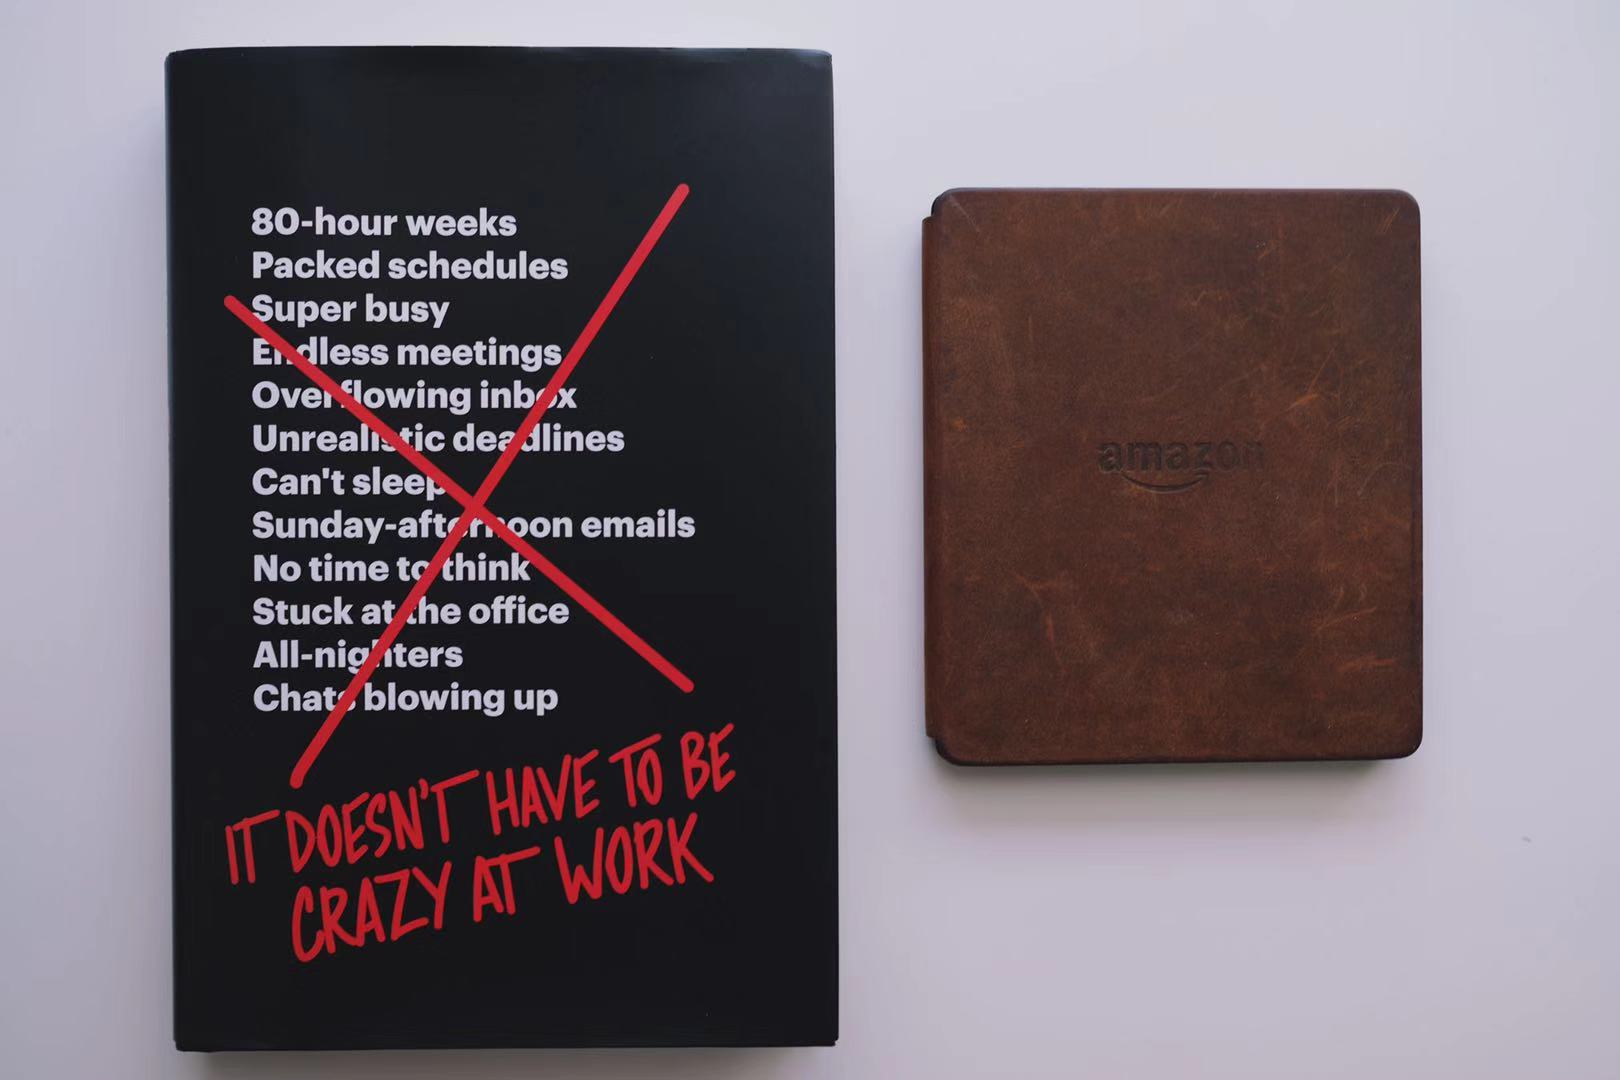 80-hour weeks
Packed schedules
Super busy
Endless meetings
Overflowing inbox
Unrealistic deadlines
Can't sleep
Sunday-afternoon emails
No time to think
Stuck at the office
All-nighters
Chats blowing up
IT DOESN'T HAVE TO BE
CRAZY AT WORK
amazon